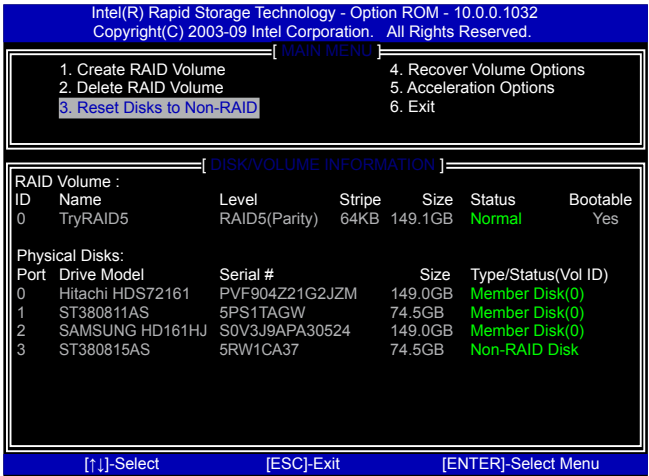 Intel(R) Rapid Storage Technology - Option ROM - 10.0.0.1032
Copyright(C) 2003-09 Intel Corporation. All Rights Reserved.
[ MAIN MENU ]
1. Create RAID Volume 4. Recover Volume Options
2. Delete RAID Volume 5. Acceleration Options
3. Reset Disks to Non-RAID 6. Exit
[ DISK/VOLUME INFORMATION ]
RAID Volume :
ID Name Level Stripe Size Status Bootable
0 TryRAID5 RAID5(Parity) 64KB 149.1GB Normal Yes
Physical Disks:
Port Drive Model Serial # Size Type/Status(Vol ID)
0 Hitachi HDS72161 PVF904Z21G2JZM 149.0GB Member Disk(0)
1 ST380811AS 5PS1TAGW 74.5GB Member Disk(0)
2 SAMSUNG HD161HJ S0V3J9APA30524 149.0GB Member Disk(0)
3 ST380815AS 5RW1CA37 74.5GB Non-RAID Disk
[↑↓]-Select [ESC]-Exit [ENTER]-Select Menu